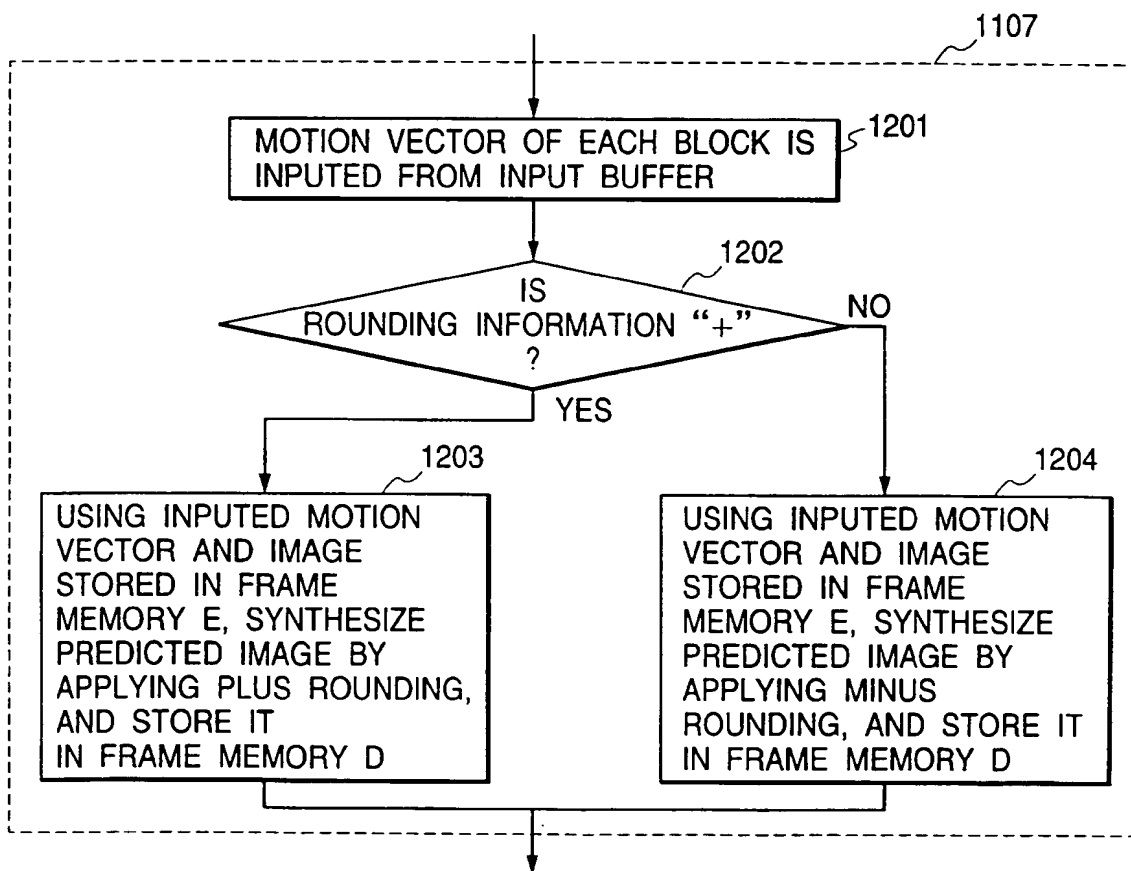 1107
MOTION VECTOR OF EACH BLOCK IS
INPUTED FROM INPUT BUFFER
1201
1202
IS
ROUNDING INFORMATION “+”
?
NO
YES
1203
USING INPUTED MOTION
VECTOR AND IMAGE
STORED IN FRAME
MEMORY E, SYNTHESIZE
PREDICTED IMAGE BY
APPLYING PLUS ROUNDING,
AND STORE IT
IN FRAME MEMORY D
1204
USING INPUTED MOTION
VECTOR AND IMAGE
STORED IN FRAME
MEMORY E, SYNTHESIZE
PREDICTED IMAGE BY
APPLYING MINUS
ROUNDING, AND STORE IT
IN FRAME MEMORY D